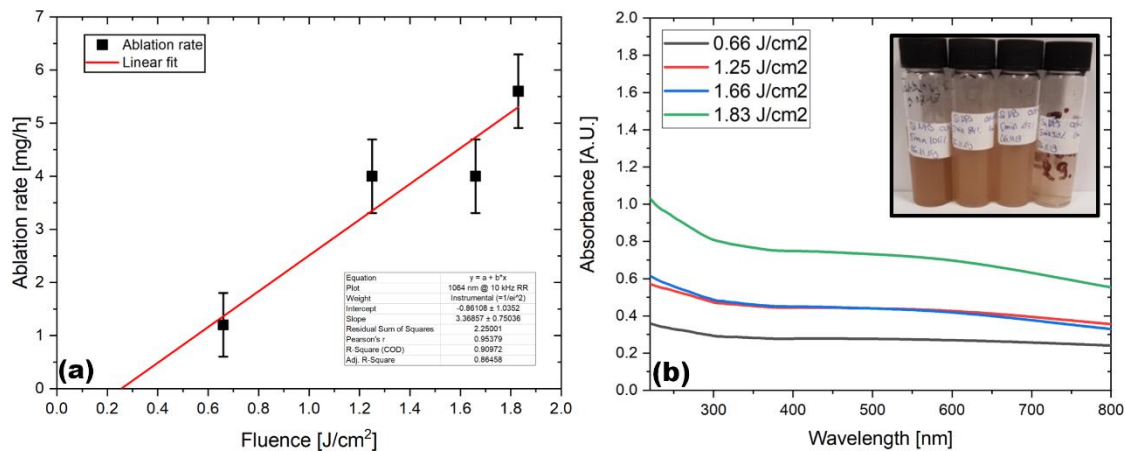 7
6
5
4
3
2
1
0
Ablation rate [mg/h]
Ablation rate
Linear fit
Equation y = a + b*x
Plot 1064 nm @ 10 kHz RR
Weight Instrumental (=1/ei^2)
Intercept -0.86108 ± 1.0352
Slope 3.36857 ± 0.75036
Residual Sum of Squares 2.25001
Pearson's r 0.95379
R-Square (COD) 0.90972
Adj. R-Square 0.86458
(a)
0.0 0.2 0.4 0.6 0.8 1.0 1.2 1.4 1.6 1.8 2.0
Fluence [J/cm²]
2.0
1.8
1.6
1.4
1.2
1.0
0.8
0.6
0.4
0.2
0.0
Absorbance [A.U.]
0.66 J/cm2
1.25 J/cm2
1.66 J/cm2
1.83 J/cm2
(b)
300 400 500 600 700 800
Wavelength [nm]